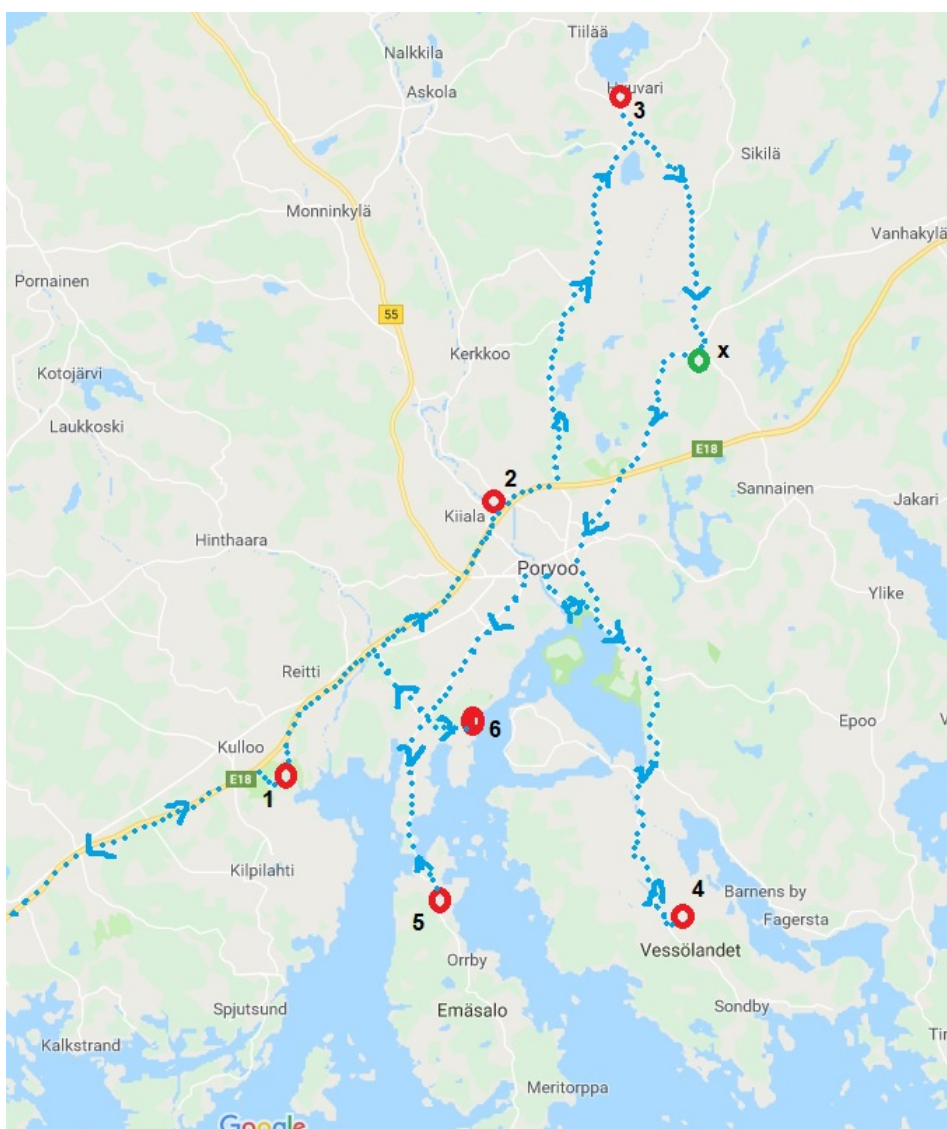 Tiilää
Nalkkila
Askola
3
Sikilä
Monninkylä
Vanhakylä
Pornainen
55
x
Kerkkoo
Kotojärvi
Laukkoski
E18
2
Sannainen
Jakari
Kiiala
Hinthaara
Porvoo
Ylike
Reitti
Epoo
6
Kulloo
E18
1
Kilpilahti
4
Barnens by
5
Fagersta
Orrby
Vessölandet
Spjutsund
Emäsalo
Sondby
Kalkstrand
Meritorppa
Google